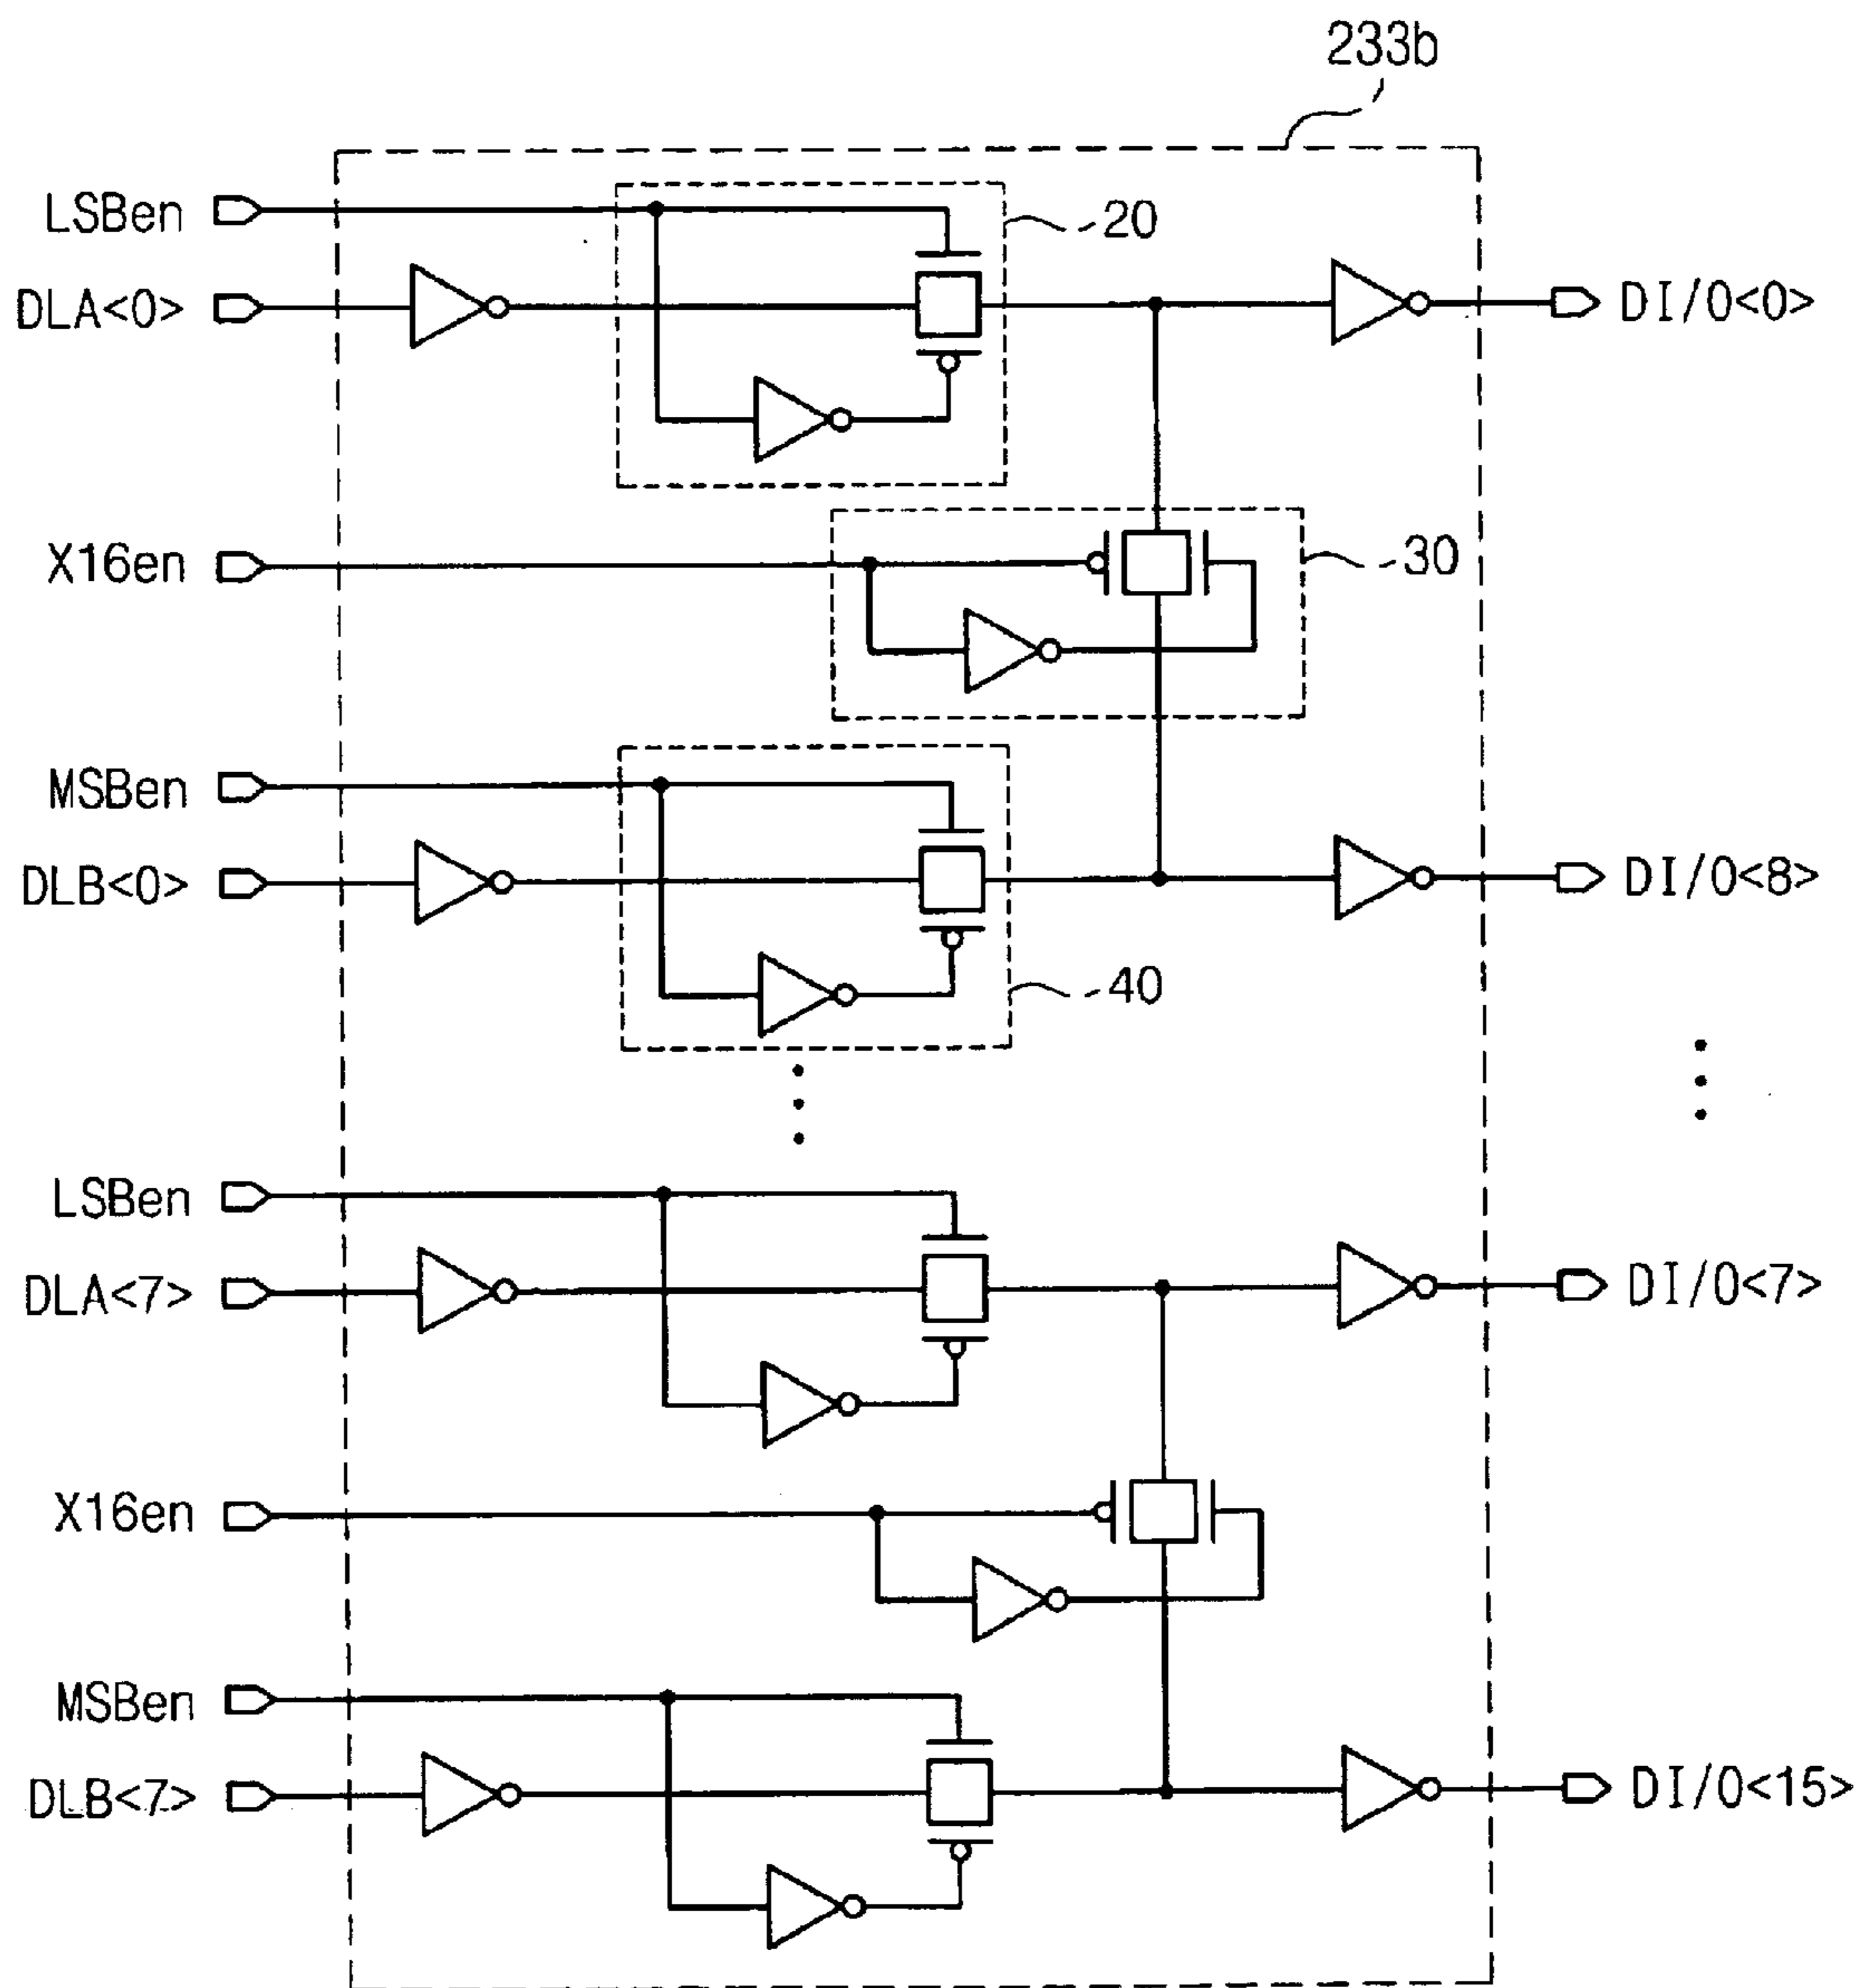 233b
LSBen
20
DLA<0>
DI/0<0>
X16en
30
MSBen
DLB<0>
DI/0<8>
40
LSBen
DLA<7>
DI/0<7>
X16en
MSBen
DLB<7>
DI/0<15>